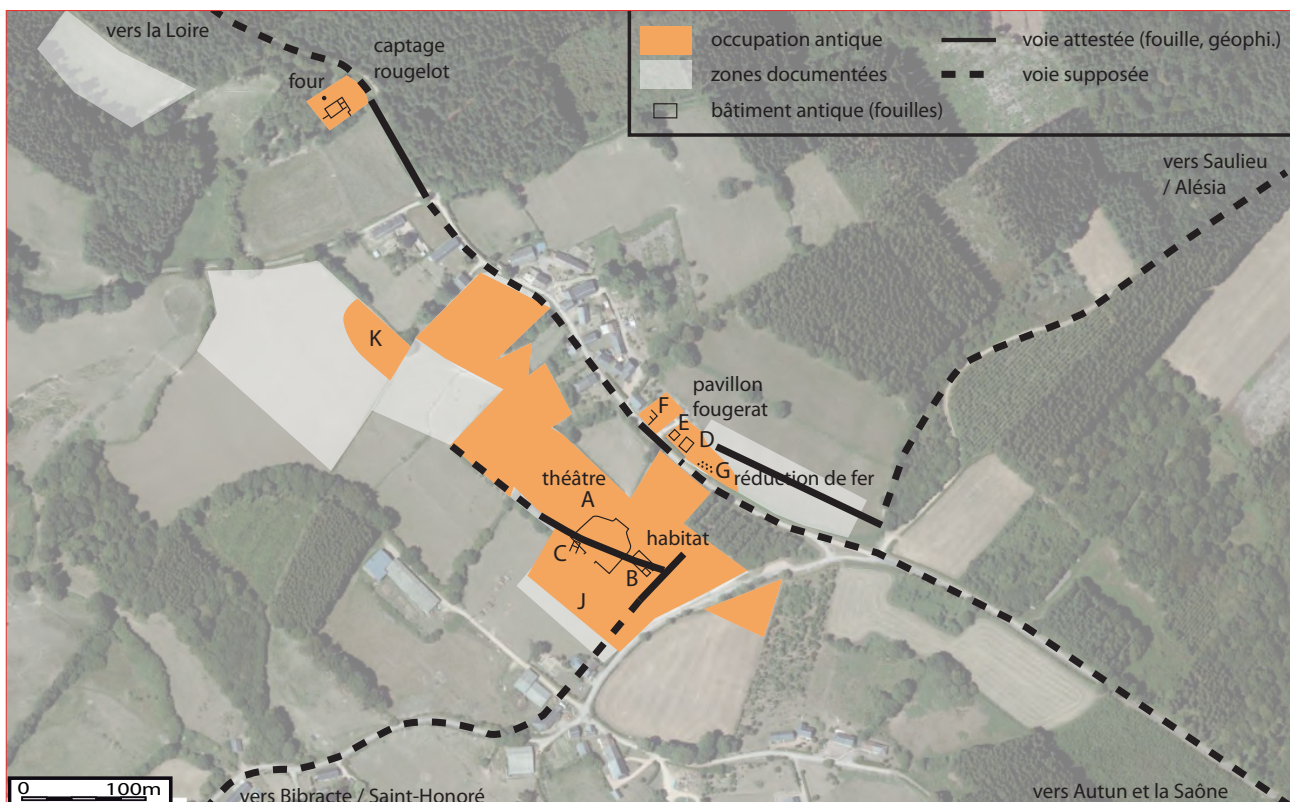 vers la Loire
captage
rougelot
four
occupation antique
voie attestée (fouille, géophi.)
zones documentées
voie supposée
bâtiment antique (fouilles)
vers Saulieu
/ Alésia
K
pavillon
fougerat
F
E
D
G
réduction de fer
théâtre
A
habitat
C
B
J
0
100m
vers Bibracte / Saint-Honoré
vers Autun et la Saône